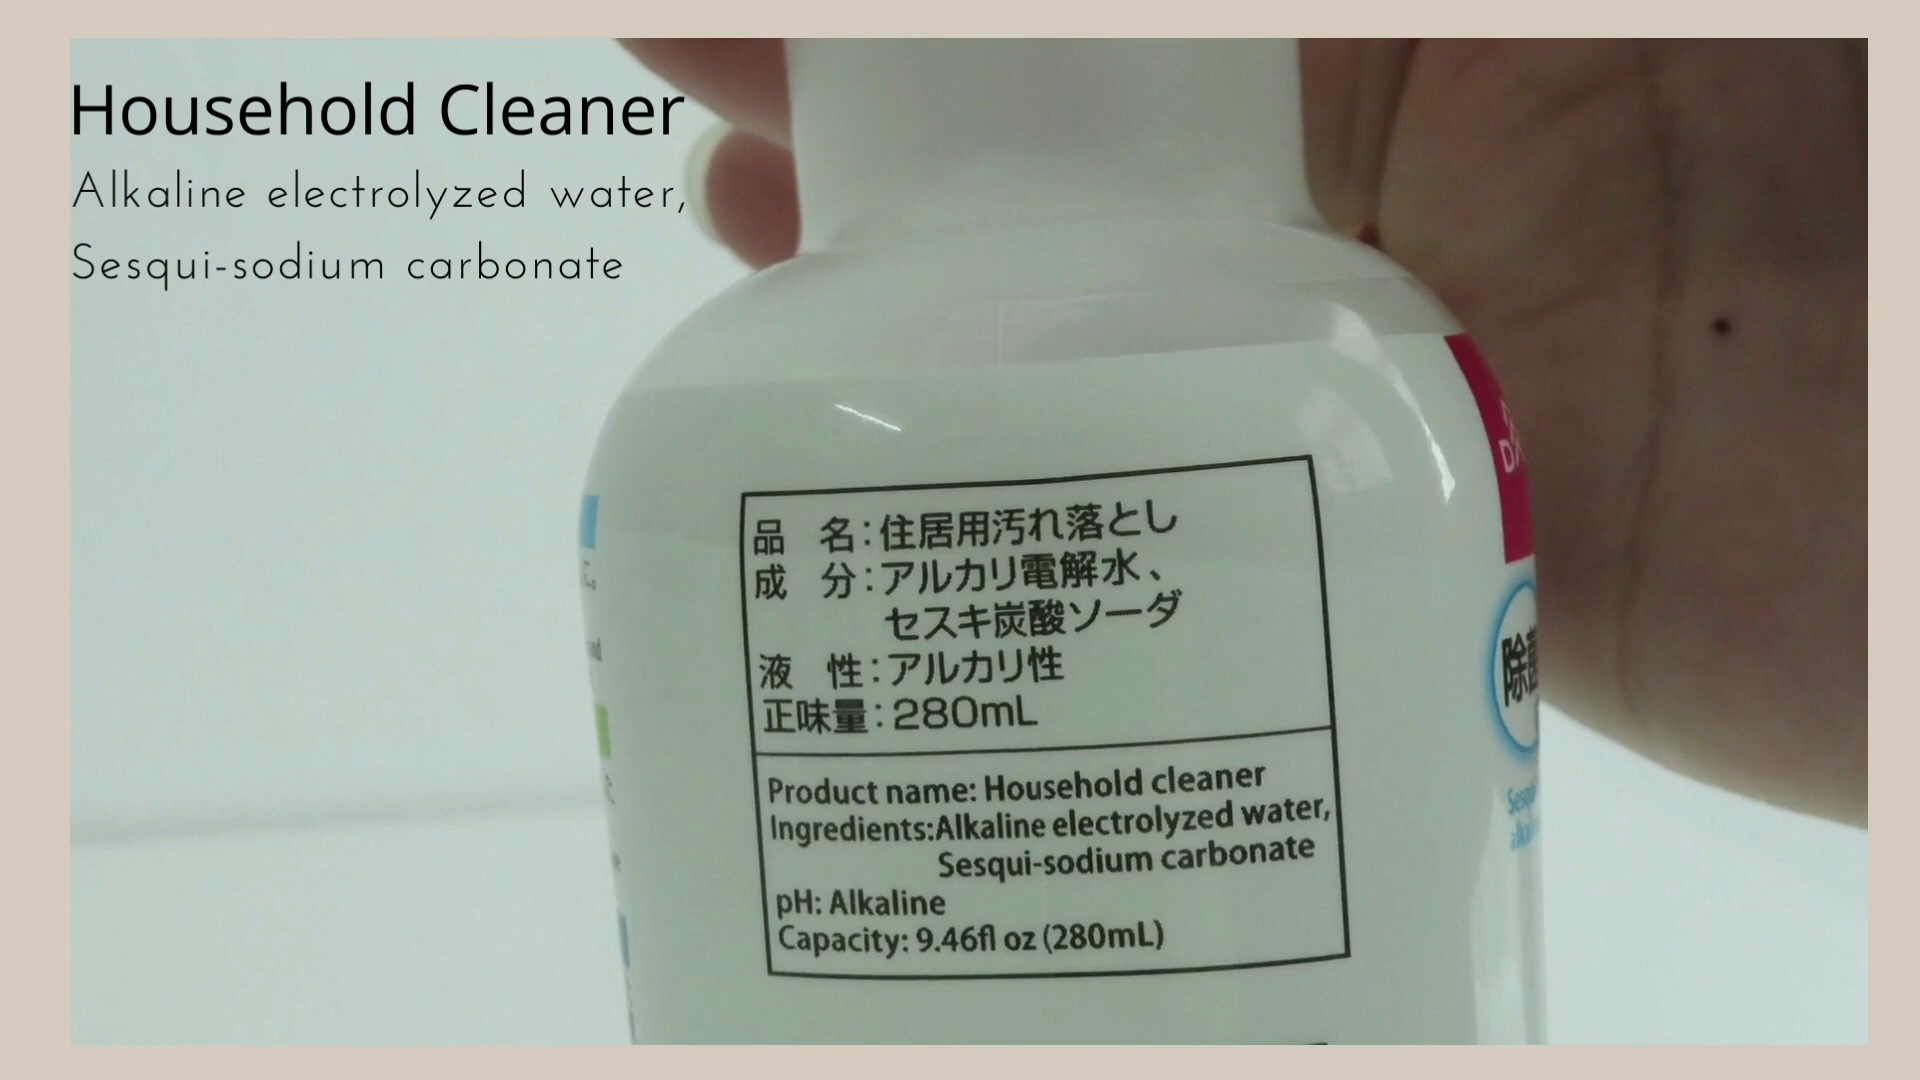 Household Cleaner
Alkaline electrolyzed water,
Sesqui-sodium carbonate
品 名：住居用汚れ落とし
成 分：アルカリ電解水、
セスキ炭酸ソーダ
液 性：アルカリ性
正味量：280mL
Product name: Household cleaner
Ingredients:Alkaline electrolyzed water,
Sesqui-sodium carbonate
pH: Alkaline
Capacity: 9.46fl oz (280mL)